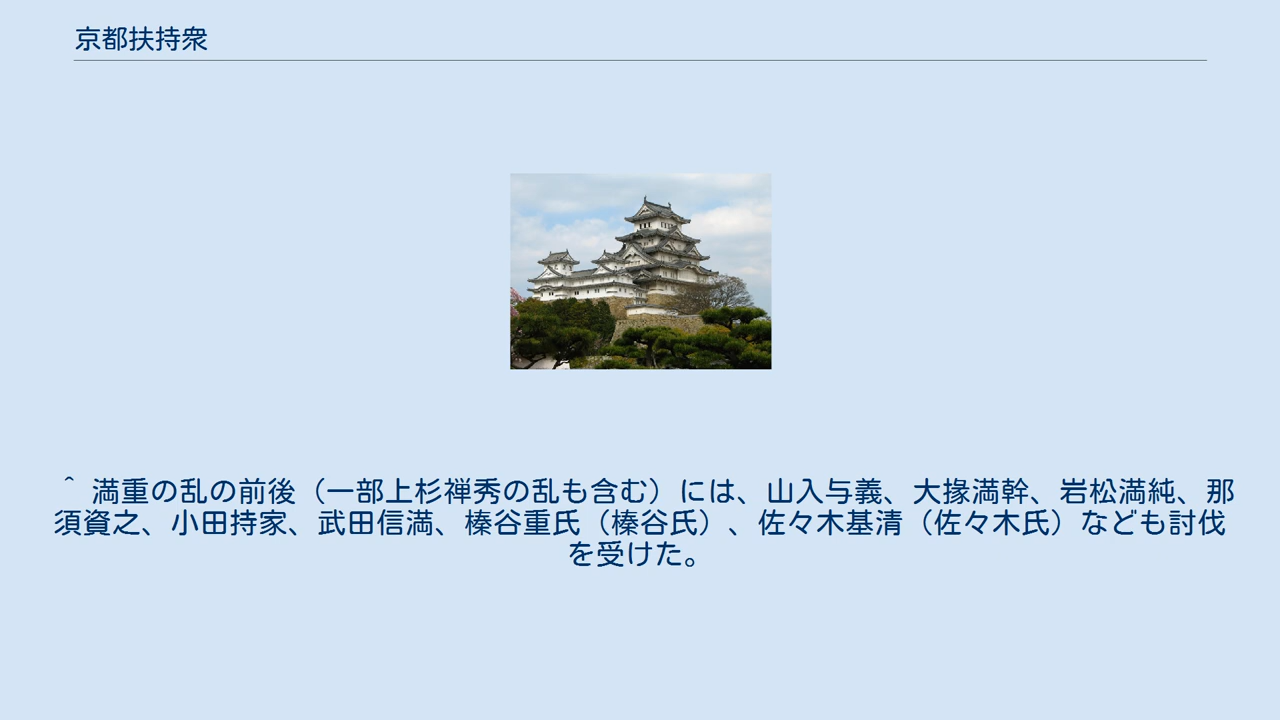 京都扶持衆
^ 満重の乱の前後（一部上杉禅秀の乱も含む）には、山入与義、大掾満幹、岩松満純、那
須資之、小田持家、武田信満、榛谷重氏（榛谷氏）、佐々木基清（佐々木氏）なども討伐
を受けた。